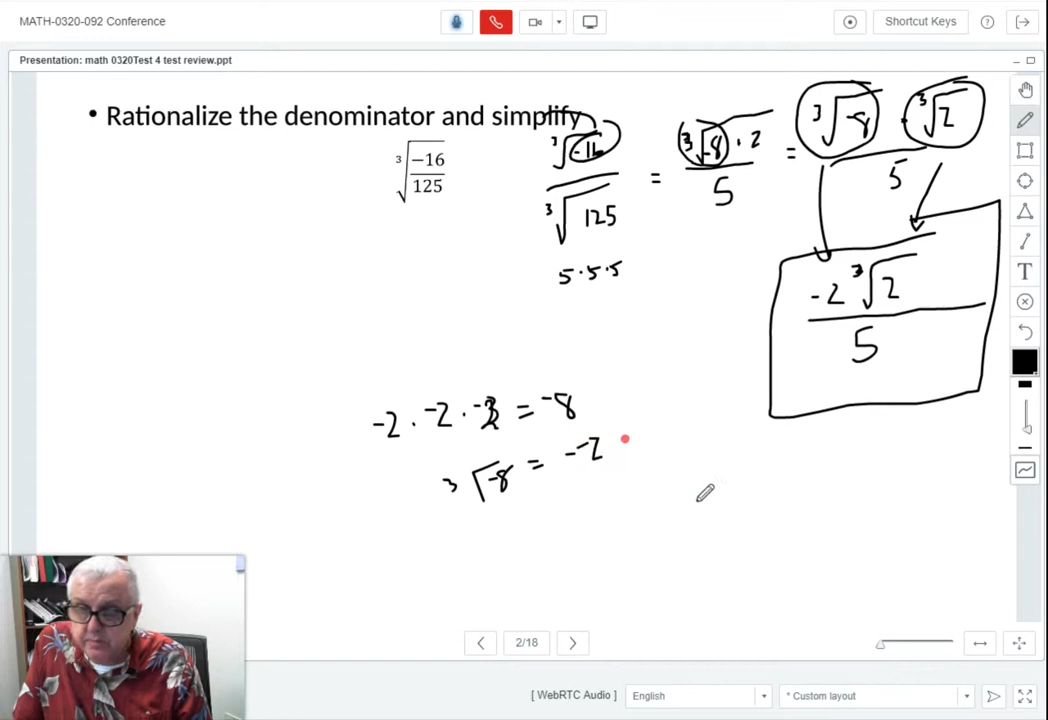 MATH-0320-092 Conference
Shortcut Keys
Presentation: math 0320Test 4 test review.ppt
• Rationalize the denominator and simplify
∛(-16/125)
∛-16 / ∛125 = ∛-8 · 2 / 5 = ∛-8 · ∛2 / 5
5 · 5 · 5
-2∛2 / 5
-2 · -2 · -2 = -8
3√-8 = -2
T
2/18
[ WebRTC Audio ]
English
* Custom layout